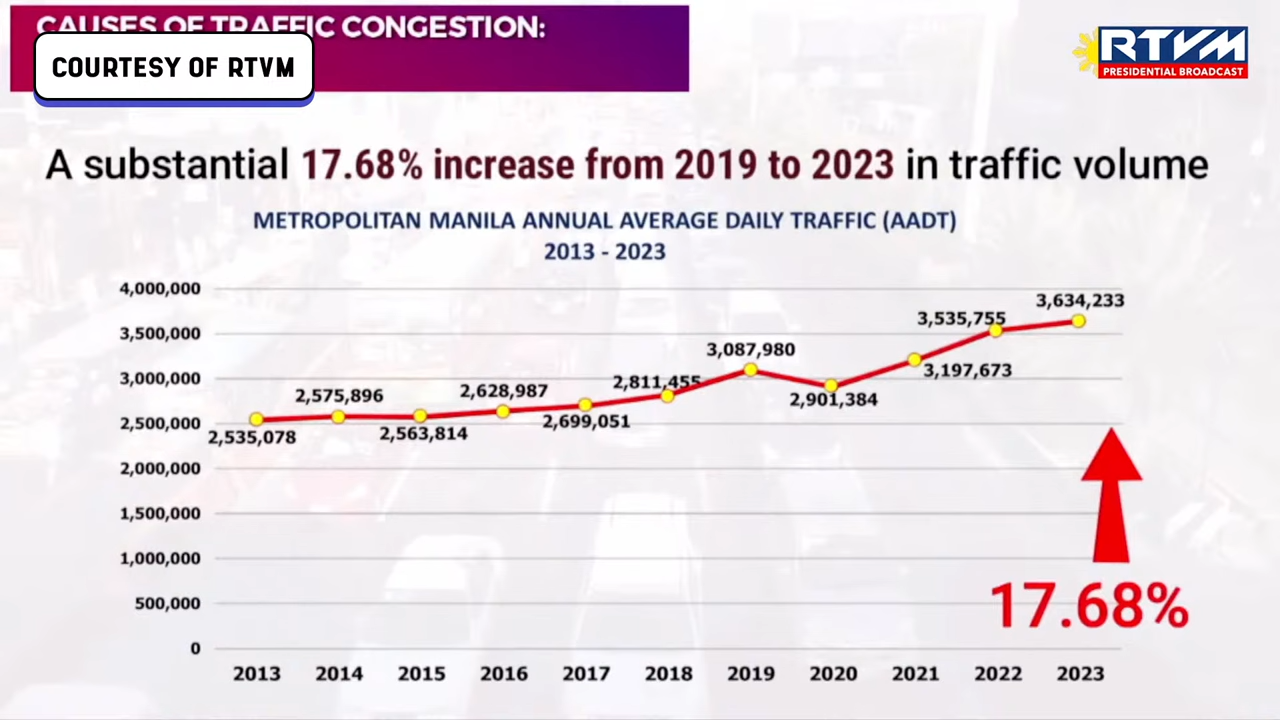 CAUSES OF TRAFFIC CONGESTION:
COURTESY OF RTVM
RTVM
PRESIDENTIAL BROADCAST
A substantial 17.68% increase from 2019 to 2023 in traffic volume
METROPOLITAN MANILA ANNUAL AVERAGE DAILY TRAFFIC (AADT)
2013 - 2023
4,000,000
3,500,000
3,000,000
2,500,000
2,000,000
1,500,000
1,000,000
500,000
0
2,535,078
2,575,896
2,563,814
2,628,987
2,699,051
2,811,455
3,087,980
2,901,384
3,197,673
3,535,755
3,634,233
17.68%
2013 2014 2015 2016 2017 2018 2019 2020 2021 2022 2023